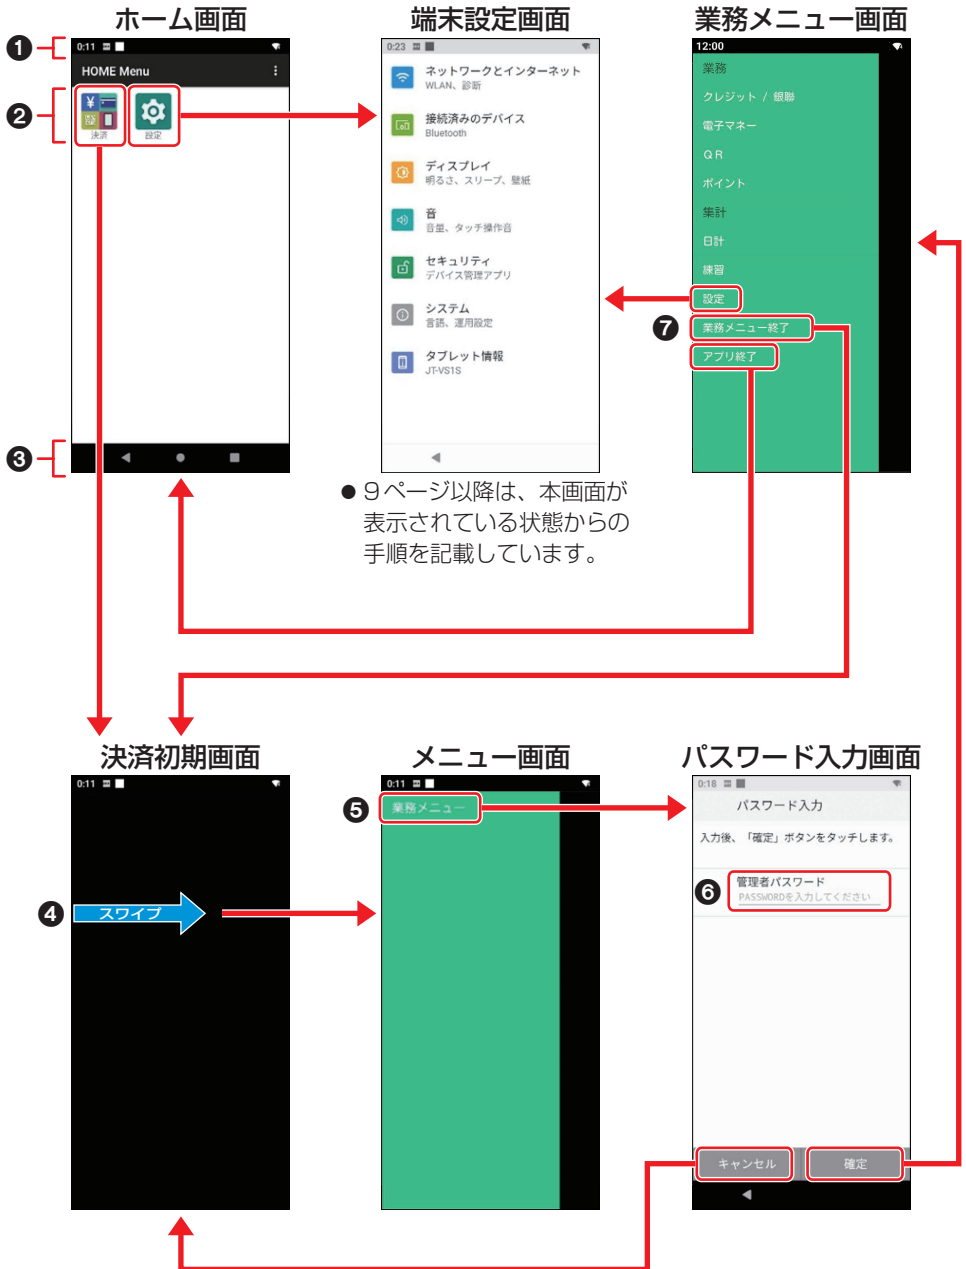 ホーム画面
端末設定画面
業務メニュー画面
❶
0:11
HOME Menu
❷
決済
設定
❸
0:23
ネットワークとインターネット
WLAN、診断
接続済みのデバイス
Bluetooth
ディスプレイ
明るさ、スリープ、壁紙
音
音量、タッチ操作音
セキュリティ
デバイス管理アプリ
システム
言語、運用設定
タブレット情報
JT-VS1S
●９ページ以降は、本画面が
表示されている状態からの
手順を記載しています。
12:00
業務
クレジット / 銀聯
電子マネー
ＱＲ
ポイント
集計
日計
練習
設定
❼
業務メニュー終了
アプリ終了
決済初期画面
メニュー画面
パスワード入力画面
0:11
❹
スワイプ
0:11
❺
業務メニュー
0:18
パスワード入力
入力後、「確定」ボタンをタッチします。
❻
管理者パスワード
PASSWORDを入力してください
キャンセル
確定